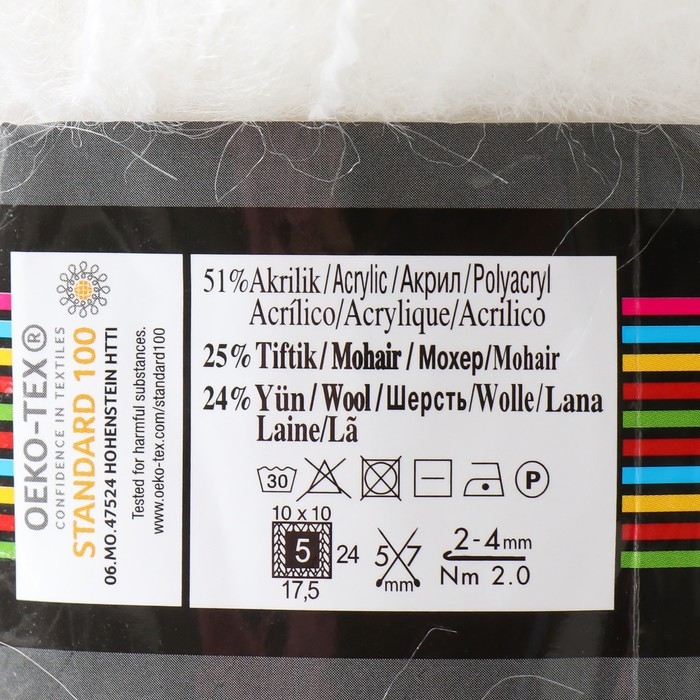 OEKO-TEX®
CONFIDENCE IN TEXTILES
STANDARD 100
06.MO.47524 HOHENSTEIN HTTI
Tested for harmful substances.
www.oeko-tex.com/standard100
51% Akrilik/Acrylic/Акрил/Polyacryl
Acrílico/Acrylique/Acrilico
25% Tiftik/Mohair/Мохер/Mohair
24% Yün/Wool/Шерсть/Wolle/Lana
Laine/Lã
30 P
10 x 10
5 24
17,5
5 7
mm
2-4mm
Nm 2.0